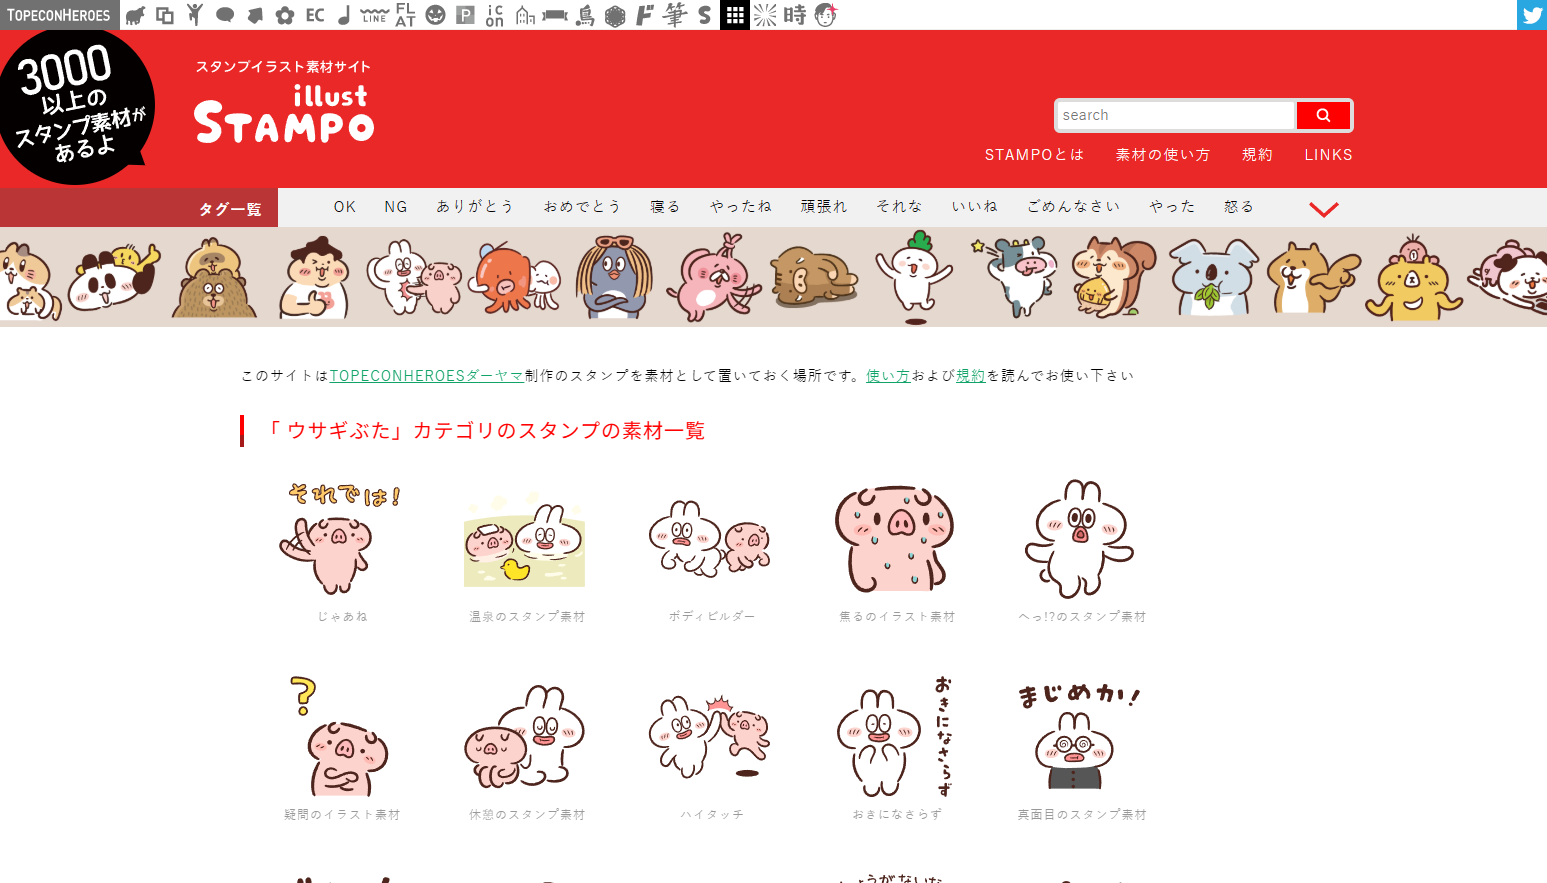 TOPECONHEROES
EC
LINE
FL
AT
P
ic
on
ド
筆
S
時
3000
以上の
スタンプ素材が
あるよ
スタンプイラスト素材サイト
illust
STAMPO
search
STAMPOとは
素材の使い方
規約
LINKS
タグ一覧
OK
NG
ありがとう
おめでとう
寝る
やったね
頑張れ
それな
いいね
ごめんなさい
やった
怒る
このサイトはTOPECONHEROESダーヤマ制作のスタンプを素材として置いておく場所です。使い方および規約を読んでお使い下さい
「 ウサギぶた」カテゴリのスタンプの素材一覧
それでは!
じゃあね
温泉のスタンプ素材
ボディビルダー
焦るのイラスト素材
へっ!?のスタンプ素材
?
おきになさらず
まじめか!
疑問のイラスト素材
休憩のスタンプ素材
ハイタッチ
おきになさらず
真面目のスタンプ素材